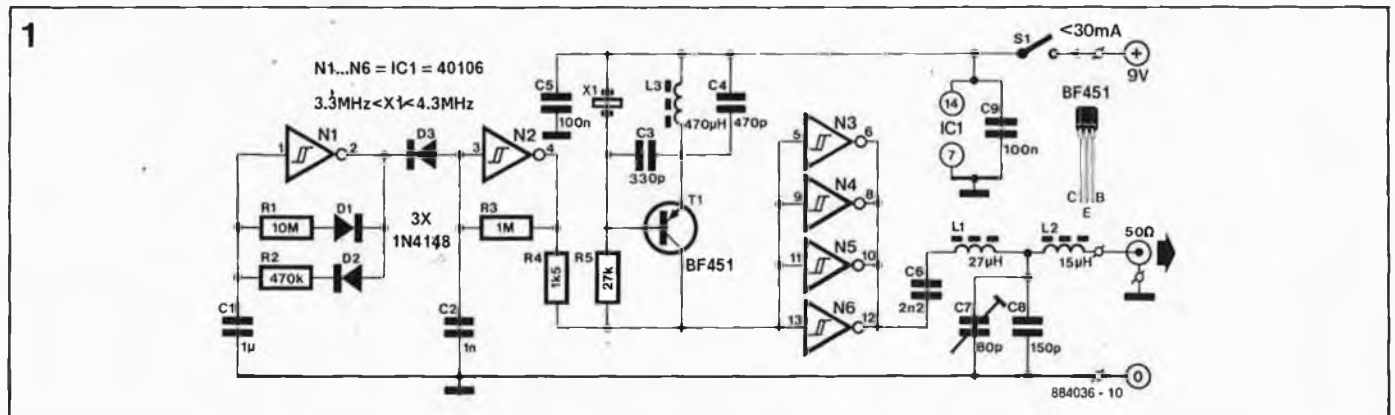 1
N1...N6 = IC1 = 40106
3.3MHz<X1<4.3MHz
S1
<30mA
+
9V
BF451
C
E
B
C5
100n
X1
L3
470µH
C4
470p
C3
330p
14
IC1
7
C9
100n
N1
1
2
D3
N2
3
4
R1
10M
D1
3X
1N4148
R2
470k
D2
R3
1M
T1
BF451
R4
1k5
R5
27k
C1
1µ
C2
1n
N3
5
6
N4
9
8
N5
11
10
N6
13
12
C6
2n2
L1
27µH
L2
15µH
50Ω
C7
60p
C8
150p
0
884036 - 10